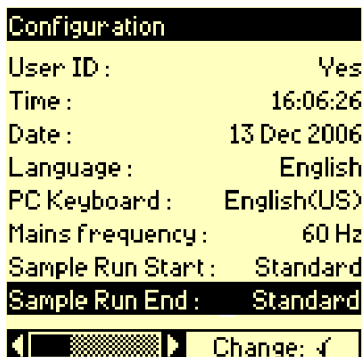 Configuration
User ID : Yes
Time : 16:06:26
Date : 13 Dec 2006
Language : English
PC Keyboard : English(US)
Mains frequency : 60 Hz
Sample Run Start : Standard
Sample Run End : Standard
Change: √